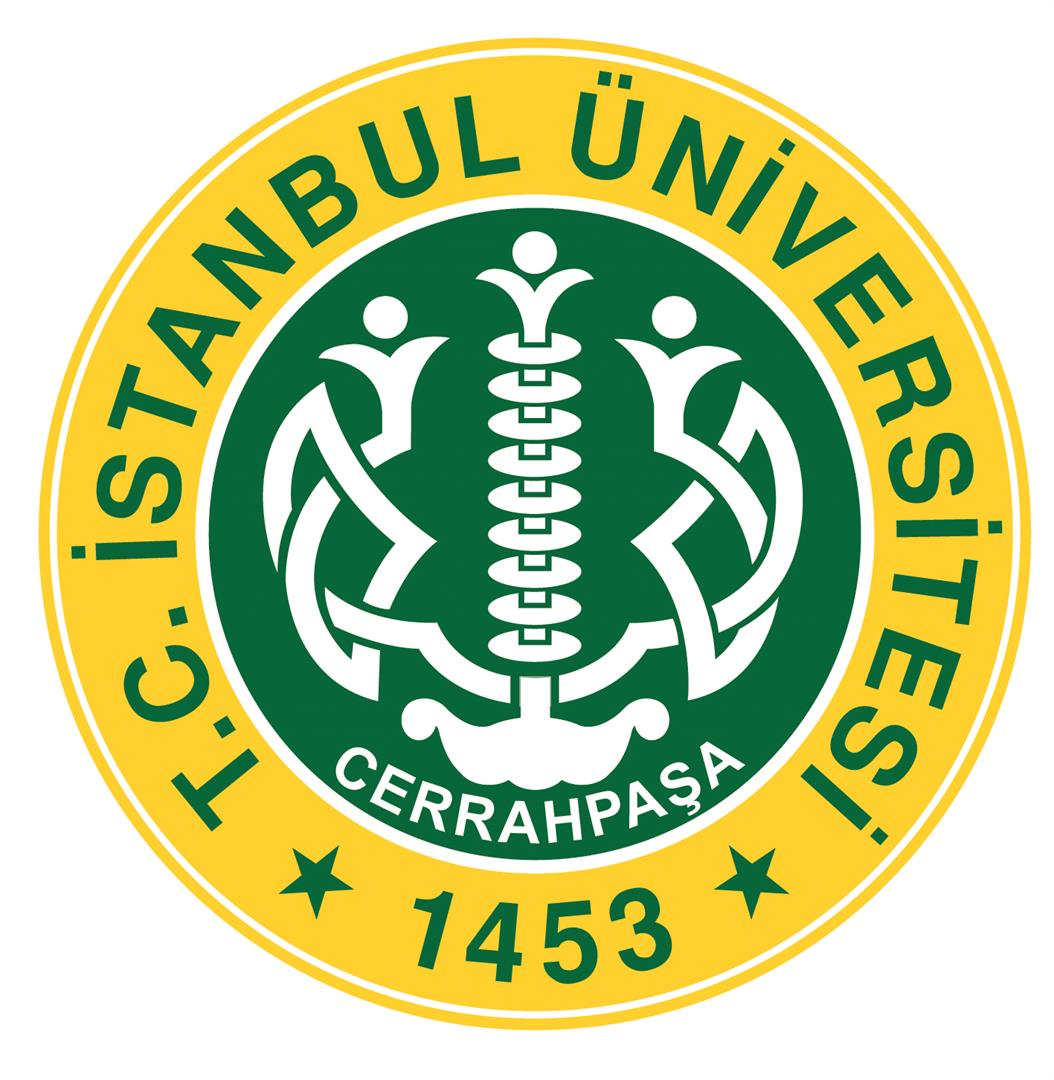 T.C. İSTANBUL ÜNİVERSİTESİ
CERRAHPAŞA
1453